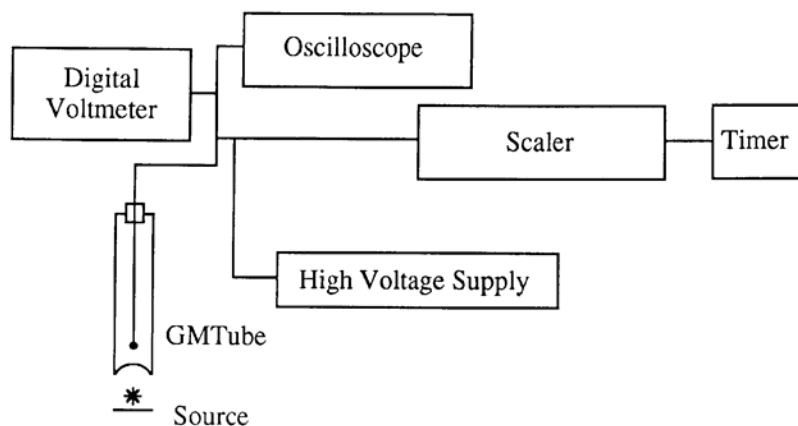 Oscilloscope
Digital
Voltmeter
Scaler
Timer
High Voltage Supply
GMTube
Source